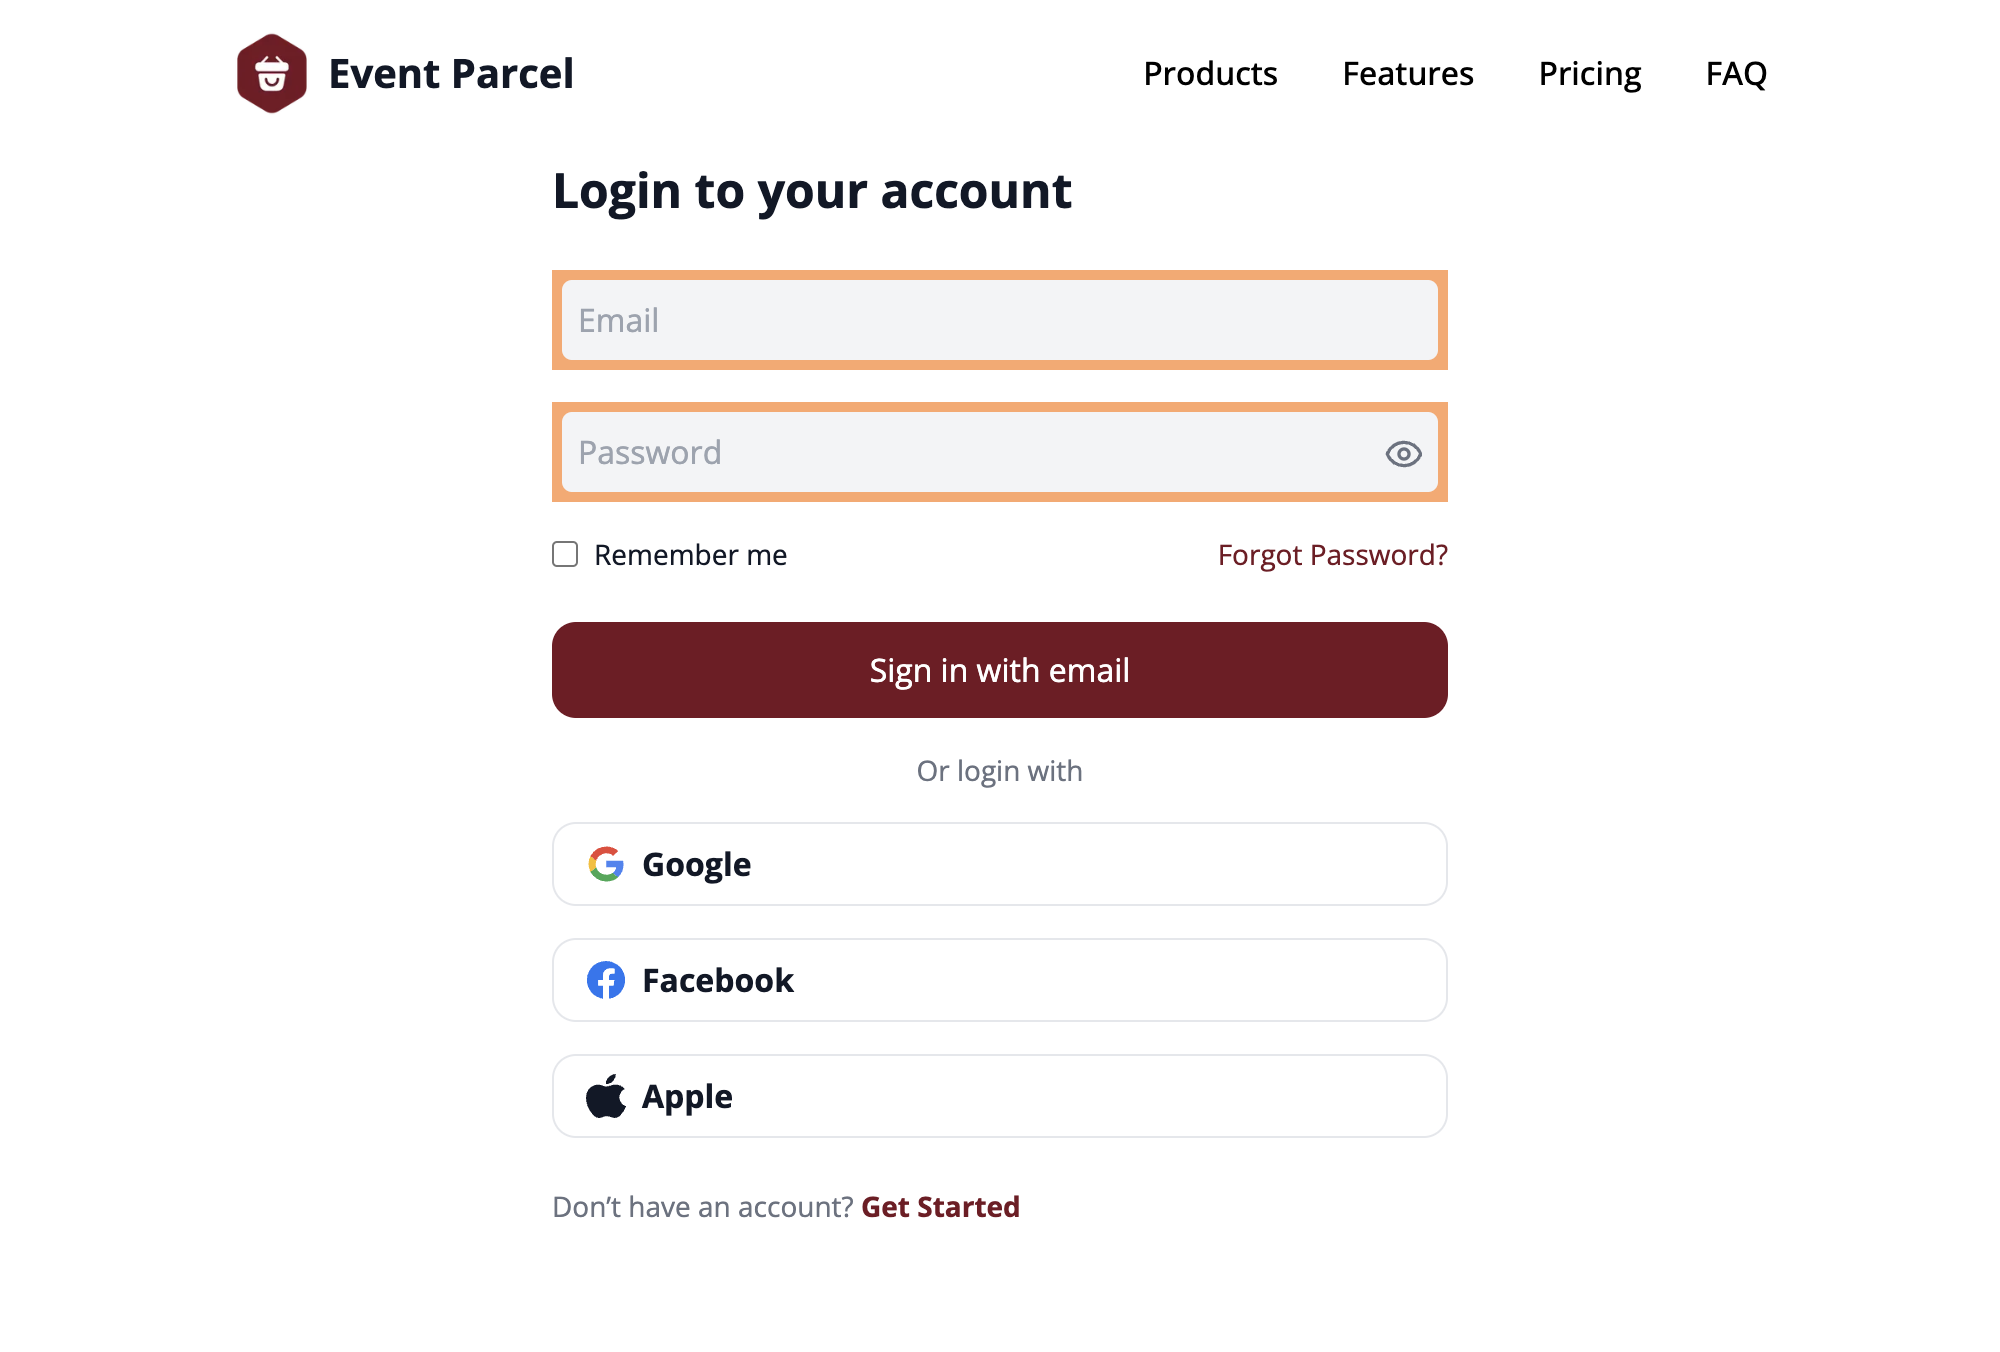 Event Parcel
Products Features Pricing FAQ
Login to your account
Email
Password
Remember me
Forgot Password?
Sign in with email
Or login with
Google
Facebook
Apple
Don’t have an account? Get Started